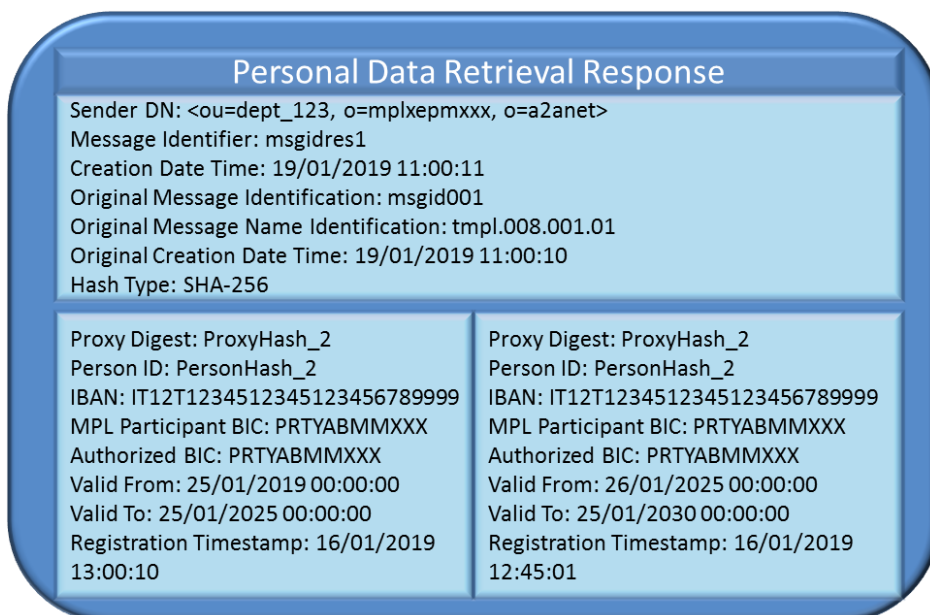 Personal Data Retrieval Response
Sender DN: <ou=dept_123, o=mplxepmxxx, o=a2anet>
Message Identifier: msgidres1
Creation Date Time: 19/01/2019 11:00:11
Original Message Identification: msgid001
Original Message Name Identification: tmpl.008.001.01
Original Creation Date Time: 19/01/2019 11:00:10
Hash Type: SHA-256
Proxy Digest: ProxyHash_2
Person ID: PersonHash_2
IBAN: IT12T1234512345123456789999
MPL Participant BIC: PRTYABMMXXX
Authorized BIC: PRTYABMMXXX
Valid From: 25/01/2019 00:00:00
Valid To: 25/01/2025 00:00:00
Registration Timestamp: 16/01/2019
13:00:10
Proxy Digest: ProxyHash_2
Person ID: PersonHash_2
IBAN: IT12T1234512345123456789999
MPL Participant BIC: PRTYABMMXXX
Authorized BIC: PRTYABMMXXX
Valid From: 26/01/2025 00:00:00
Valid To: 25/01/2030 00:00:00
Registration Timestamp: 16/01/2019
12:45:01